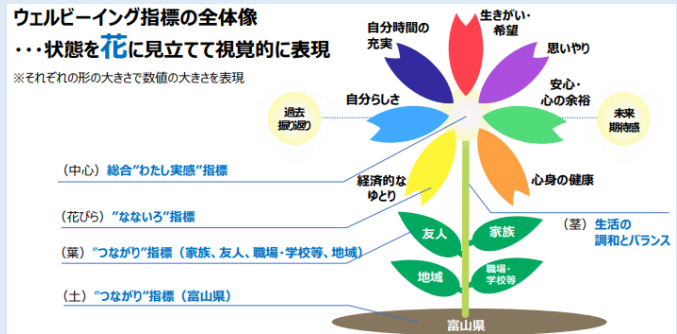 ウェルビーイング指標の全体像
・・・状態を花に見立てて視覚的に表現
※それぞれの形の大きさで数値の大きさを表現
生きがい・
希望
自分時間の
充実
思いやり
自分らしさ
安心・
心の余裕
過去
振り返り
未来
期待感
経済的な
ゆとり
心身の健康
（中心）総合“わたし実感”指標
（花びら）“なないろ”指標
（葉）“つながり”指標（家族、友人、職場・学校等、地域）
（土）“つながり”指標（富山県）
（茎）生活の
調和とバランス
友人
家族
地域
職場・
学校等
富山県